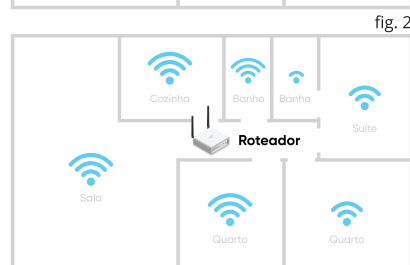 fig. 2
Cozinha
Banho
Banho
Suíte
Roteador
Sala
Quarto
Quarto